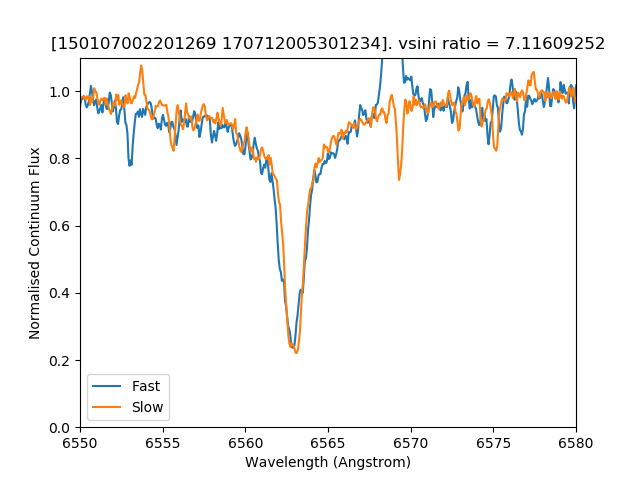 [150107002201269 170712005301234]. vsini ratio = 7.11609252
Normalised Continuum Flux
1.0
0.8
0.6
0.4
0.2
0.0
Fast
Slow
6550 6555 6560 6565 6570 6575 6580
Wavelength (Angstrom)